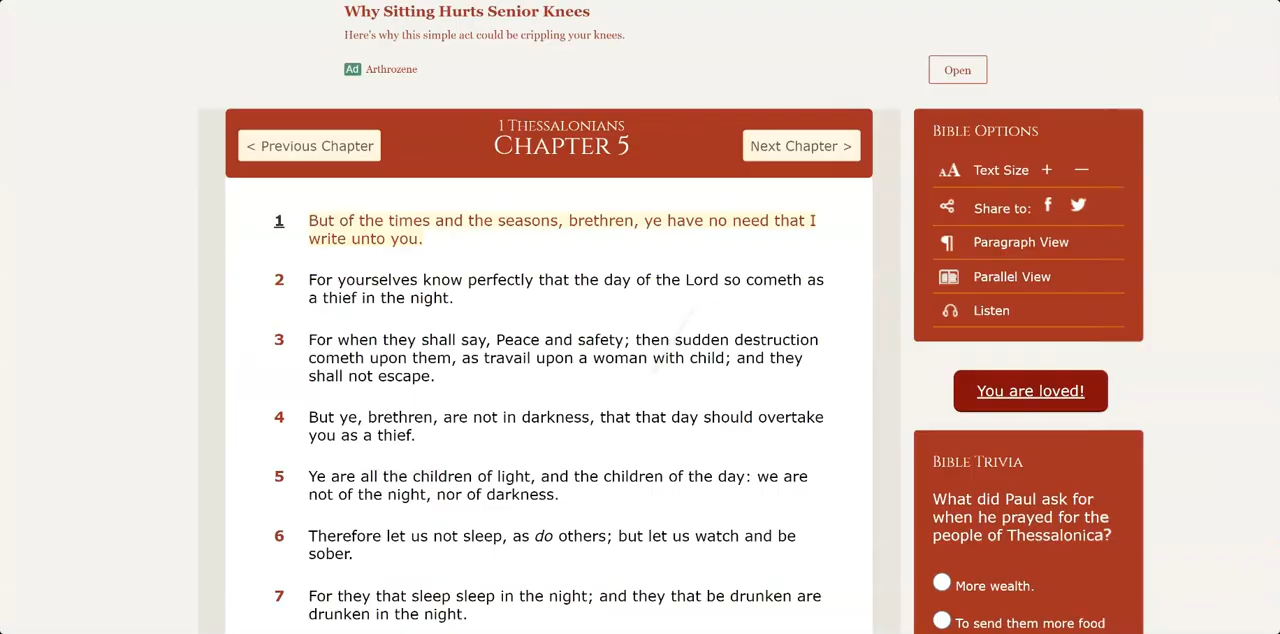 Why Sitting Hurts Senior Knees
Here's why this simple act could be crippling your knees.
Ad Arthrozene
Open
< Previous Chapter
1 Thessalonians
Chapter 5
Next Chapter >
1 But of the times and the seasons, brethren, ye have no need that I
write unto you.
2 For yourselves know perfectly that the day of the Lord so cometh as
a thief in the night.
3 For when they shall say, Peace and safety; then sudden destruction
cometh upon them, as travail upon a woman with child; and they
shall not escape.
4 But ye, brethren, are not in darkness, that that day should overtake
you as a thief.
5 Ye are all the children of light, and the children of the day: we are
not of the night, nor of darkness.
6 Therefore let us not sleep, as do others; but let us watch and be
sober.
7 For they that sleep sleep in the night; and they that be drunken are
drunken in the night.
Bible Options
AA Text Size + —
Share to: f
Paragraph View
Parallel View
Listen
You are loved!
Bible Trivia
What did Paul ask for
when he prayed for the
people of Thessalonica?
More wealth.
To send them more food